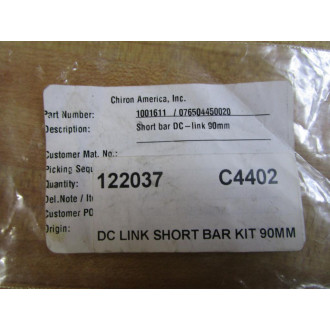 Chiron America, Inc.
Part Number: 1001611 / 076504450020
Description: Short bar DC-link 90mm
Customer Mat. No.:
Picking Sequ
Quantity: 122037 C4402
Del.Note / Ite
Customer PO
Origin: DC LINK SHORT BAR KIT 90MM